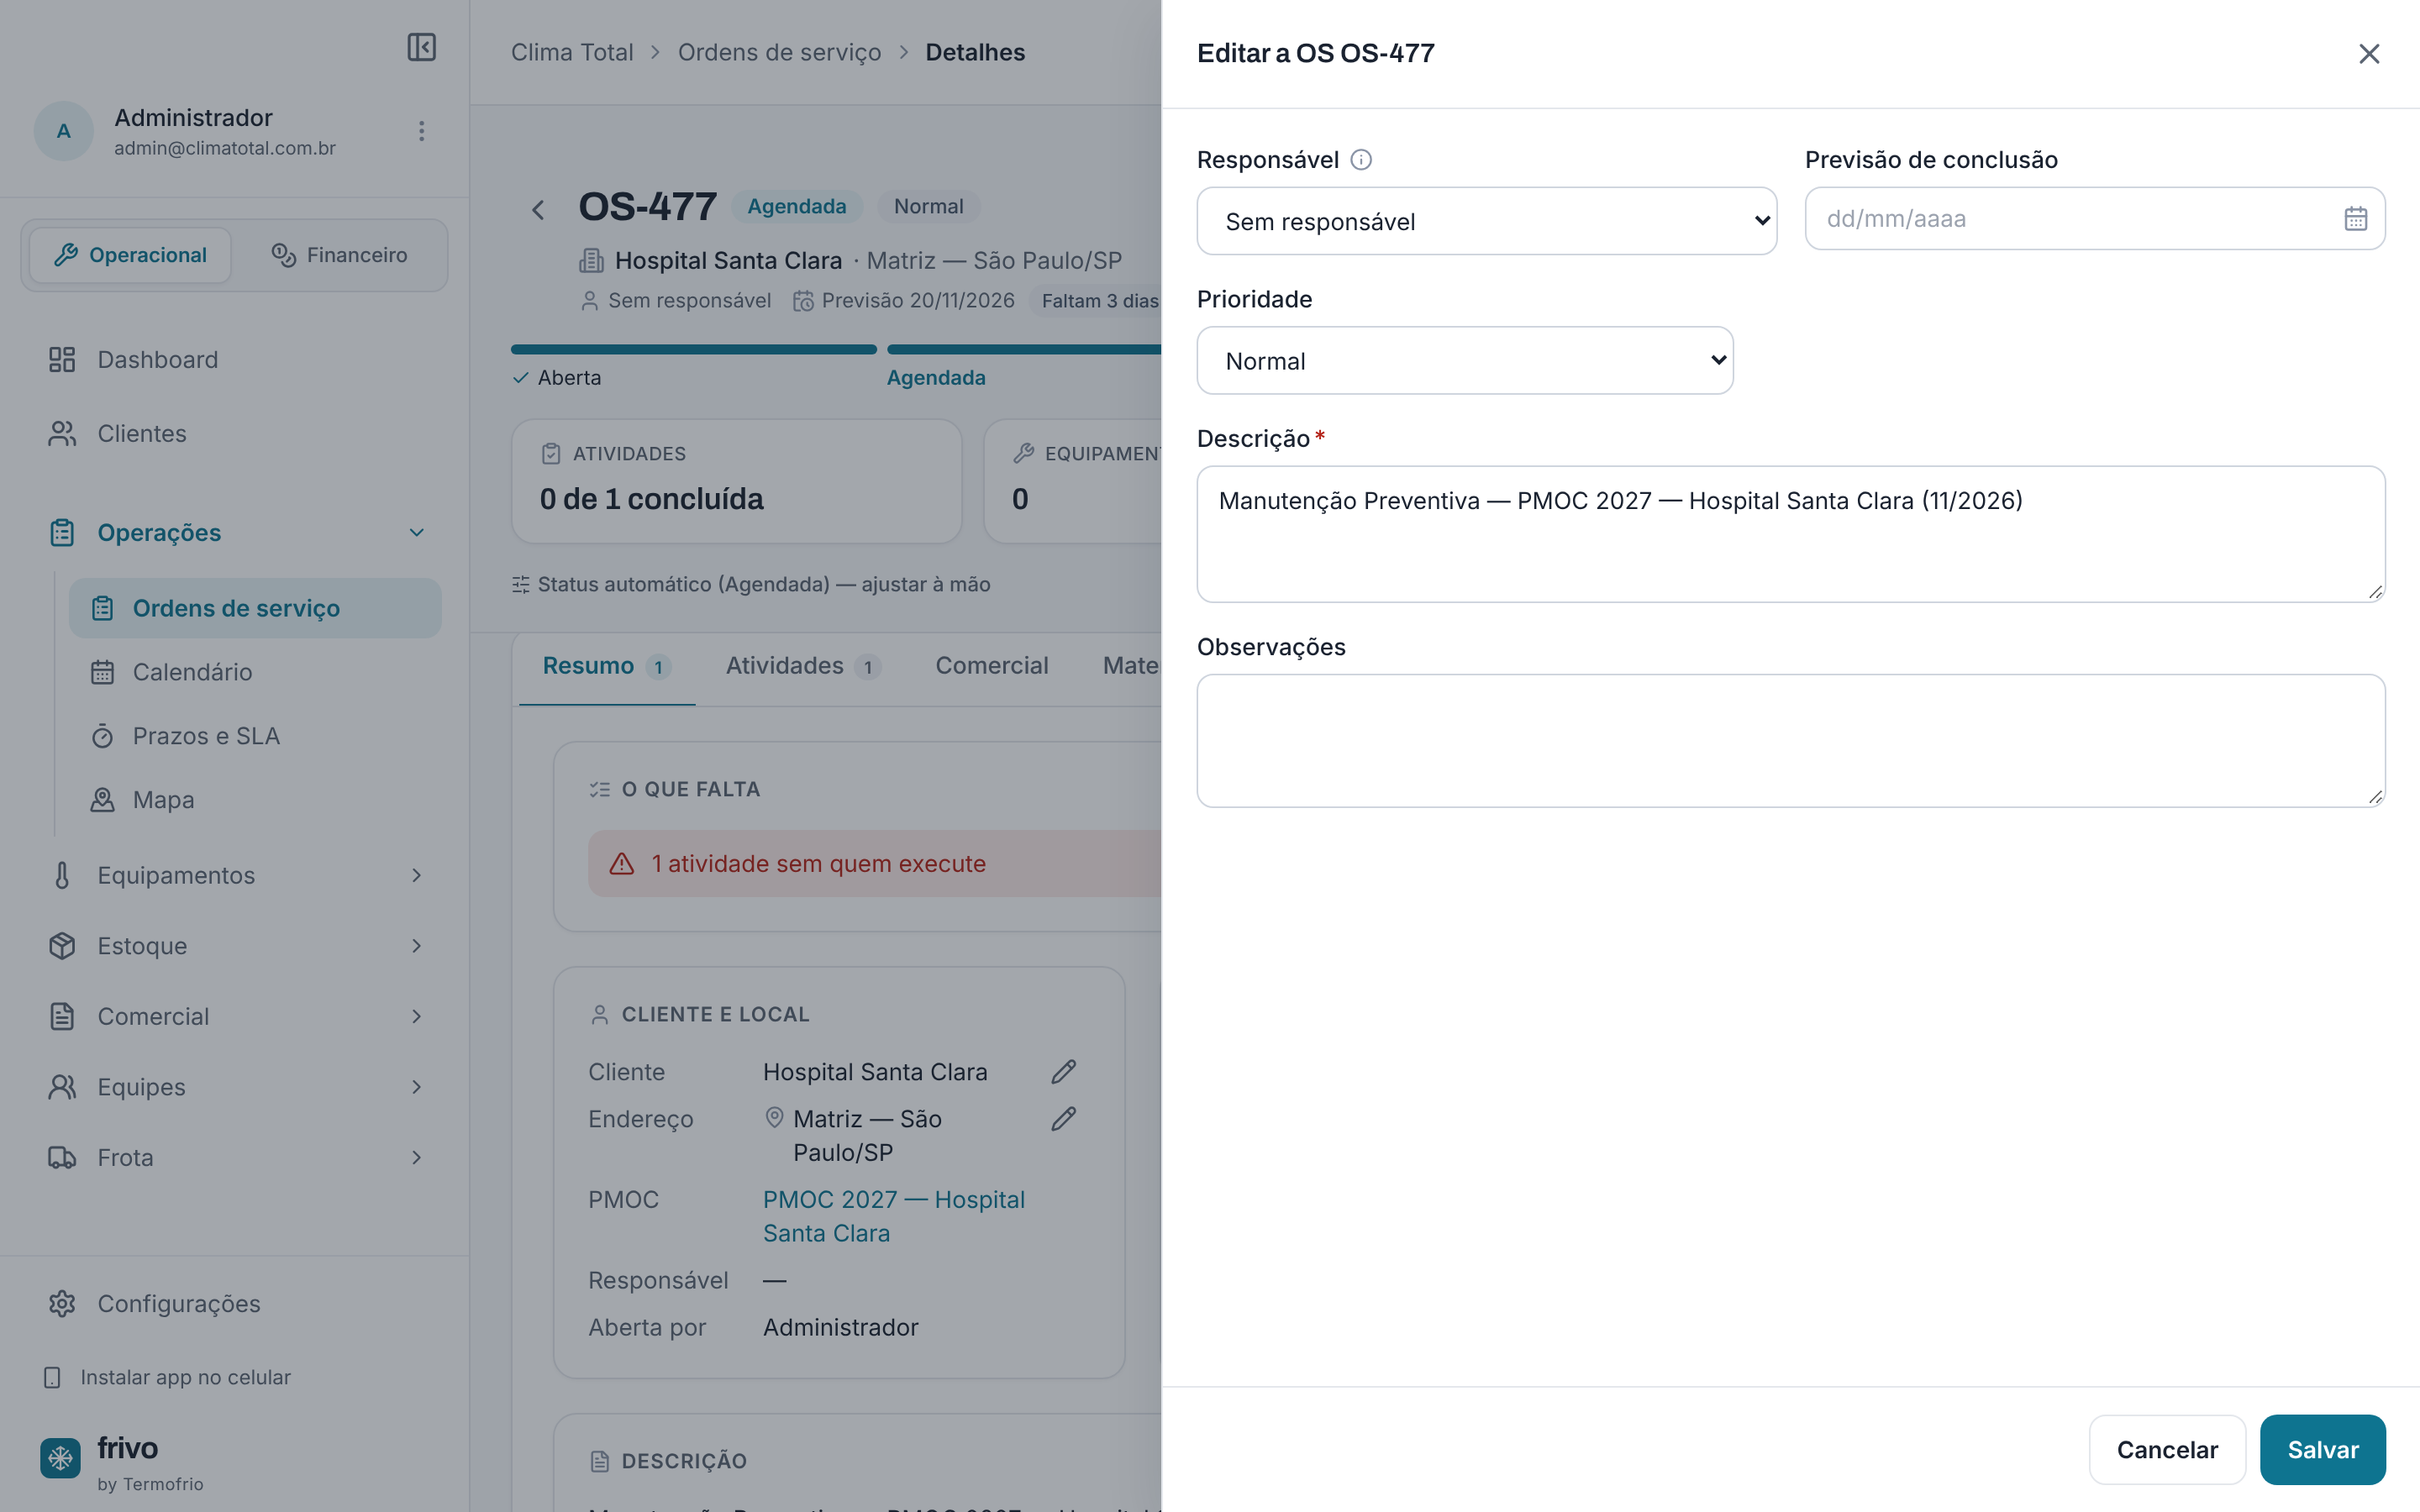 A
Administrador
admin@climatotal.com.br
Operacional
Financeiro
Dashboard
Clientes
Operações
Ordens de serviço
Calendário
Prazos e SLA
Mapa
Equipamentos
Estoque
Comercial
Equipes
Frota
Configurações
Instalar app no celular
frivo
by Termofrio
Clima Total > Ordens de serviço > Detalhes
OS-477 Agendada Normal
Hospital Santa Clara · Matriz — São Paulo/SP
Sem responsável Previsão 20/11/2026 Faltam 3 dias
Aberta
Agendada
ATIVIDADES
0 de 1 concluída
EQUIPAMEN
0
Status automático (Agendada) — ajustar à mão
Resumo 1 Atividades 1 Comercial Mate
O QUE FALTA
1 atividade sem quem execute
CLIENTE E LOCAL
Cliente Hospital Santa Clara
Endereço Matriz — São
Paulo/SP
PMOC PMOC 2027 — Hospital
Santa Clara
Responsável —
Aberta por Administrador
DESCRIÇÃO
Editar a OS OS-477
Responsável
Sem responsável
Previsão de conclusão
dd/mm/aaaa
Prioridade
Normal
Descrição *
Manutenção Preventiva — PMOC 2027 — Hospital Santa Clara (11/2026)
Observações
Cancelar
Salvar